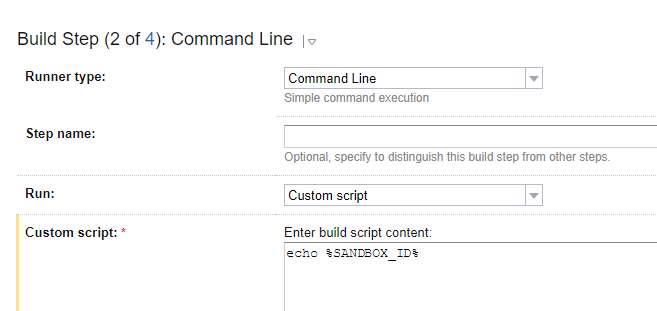 Build Step (2 of 4): Command Line
Runner type:
Command Line
Simple command execution
Step name:
Optional, specify to distinguish this build step from other steps.
Run:
Custom script
Custom script: *
Enter build script content:
echo %SANDBOX_ID%